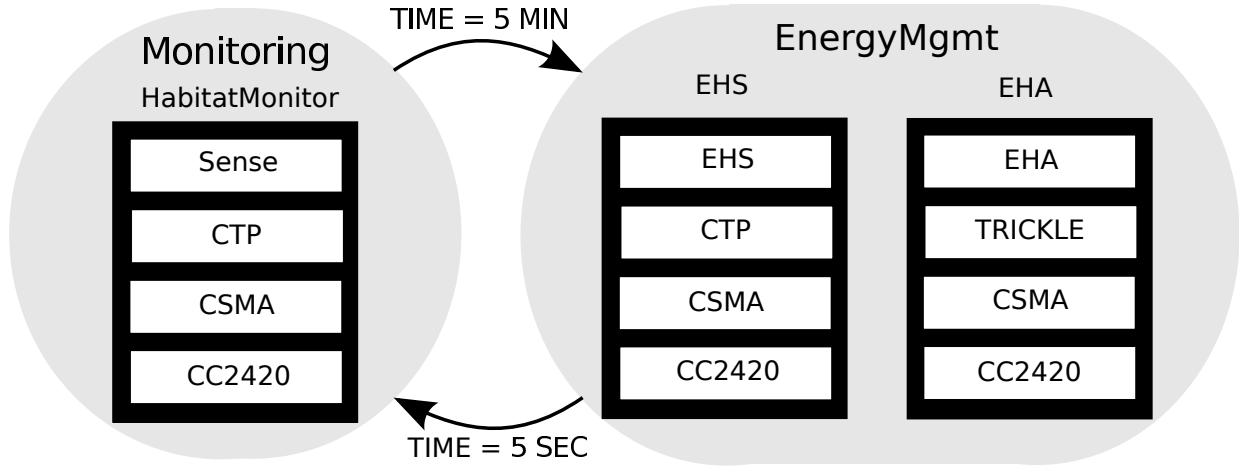 TIME = 5 MIN
Monitoring
HabitatMonitor
Sense
CTP
CSMA
CC2420
EnergyMgmt
EHS
EHS
CTP
CSMA
CC2420
EHA
EHA
TRICKLE
CSMA
CC2420
TIME = 5 SEC